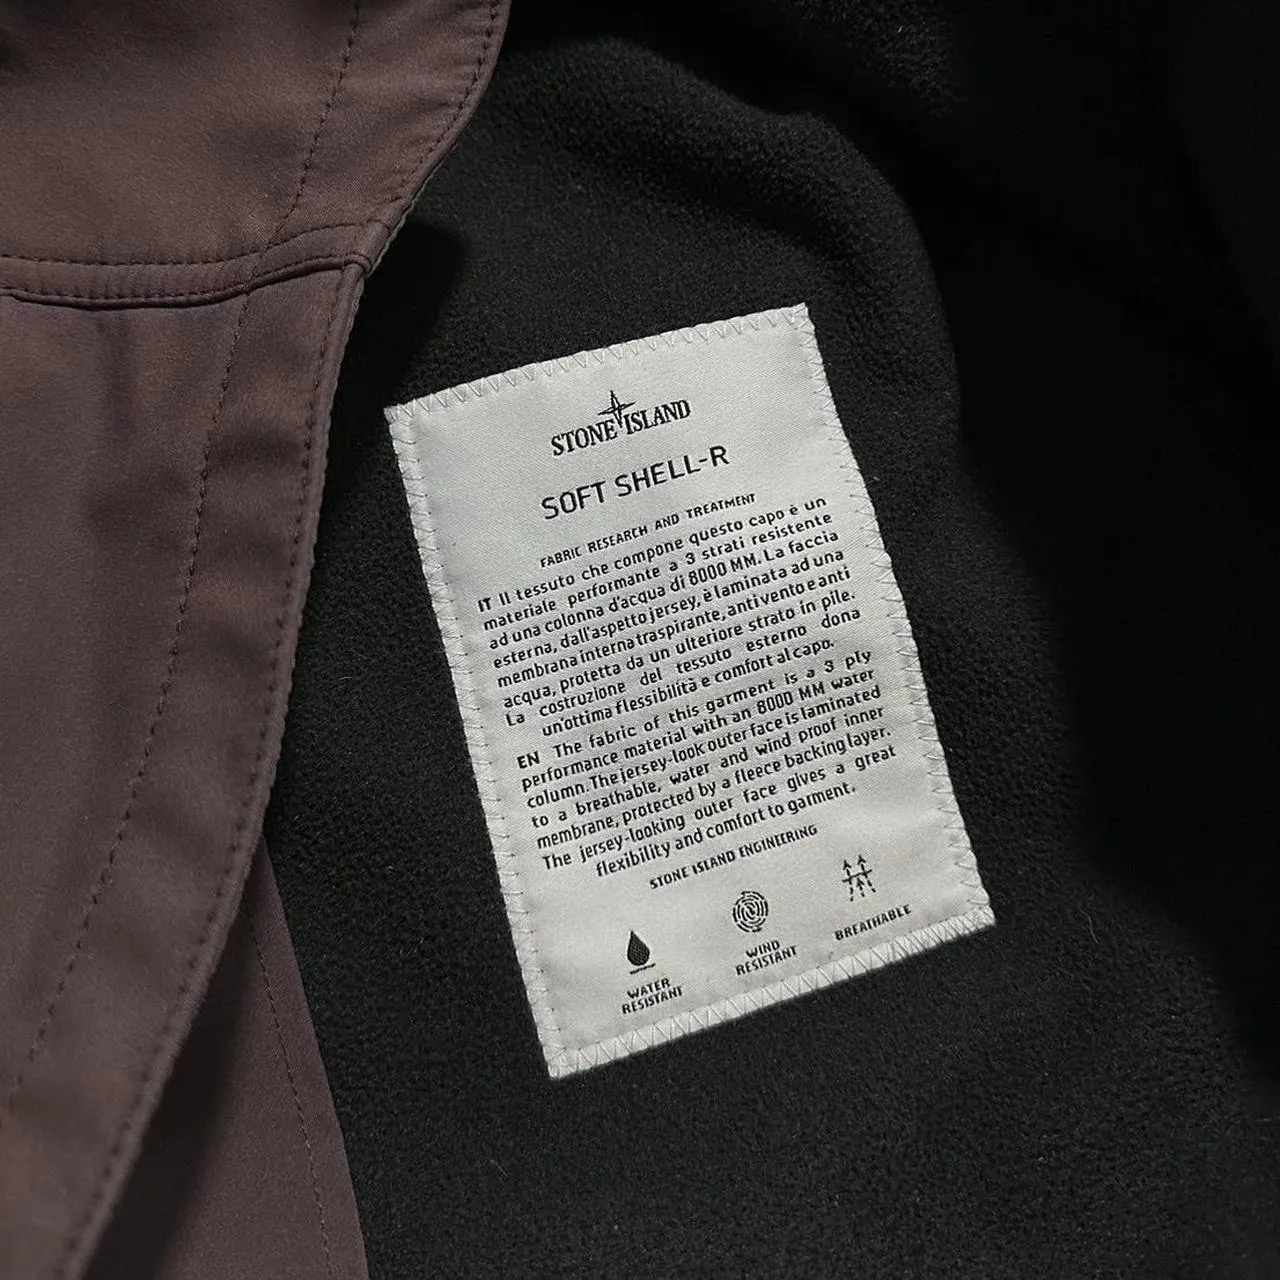 STONE ISLAND
SOFT SHELL-R
FABRIC RESEARCH AND TREATMENT
IT Il tessuto che compone questo capo è un
materiale performante a 3 strati resistente
ad una colonna d'acqua di 8000 MM. La faccia
esterna, dall'aspetto jersey, è laminata ad una
membrana interna traspirante, antivento e anti
acqua, protetta da un ulteriore strato in pile.
La costruzione del tessuto esterno dona
un'ottima flessibilità e comfort al capo.
EN The fabric of this garment is a 3 ply
performance material with an 8000 MM water
column. The jersey-look outer face is laminated
to a breathable, water and wind proof inner
membrane, protected by a fleece backing layer.
The jersey-looking outer face gives a great
flexibility and comfort to garment.
STONE ISLAND ENGINEERING
WATER
RESISTANT
WIND
RESISTANT
BREATHABLE